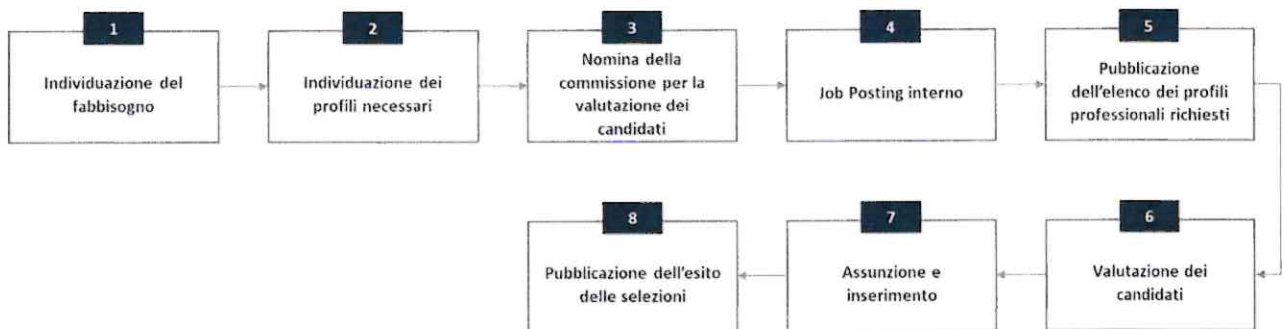 1
Individuazione del
fabbisogno
2
Individuazione dei
profili necessari
3
Nomina della
commissione per la
valutazione dei
candidati
4
Job Posting interno
5
Pubblicazione
dell'elenco dei profili
professionali richiesti
6
Valutazione dei
candidati
7
Assunzione e
inserimento
8
Pubblicazione dell'esito
delle selezioni